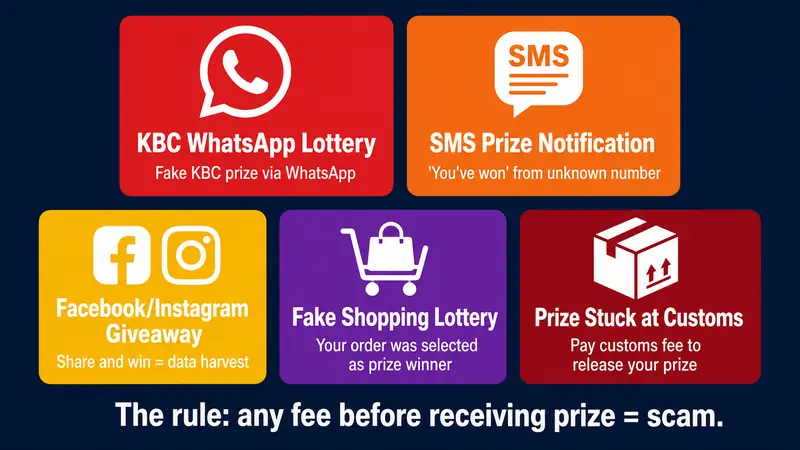 KBC WhatsApp Lottery
Fake KBC prize via WhatsApp
SMS
SMS Prize Notification
'You've won' from unknown number
Facebook/Instagram
Giveaway
Share and win = data harvest
Fake Shopping Lottery
Your order was selected
as prize winner
Prize Stuck at Customs
Pay customs fee to
release your prize
The rule: any fee before receiving prize = scam.